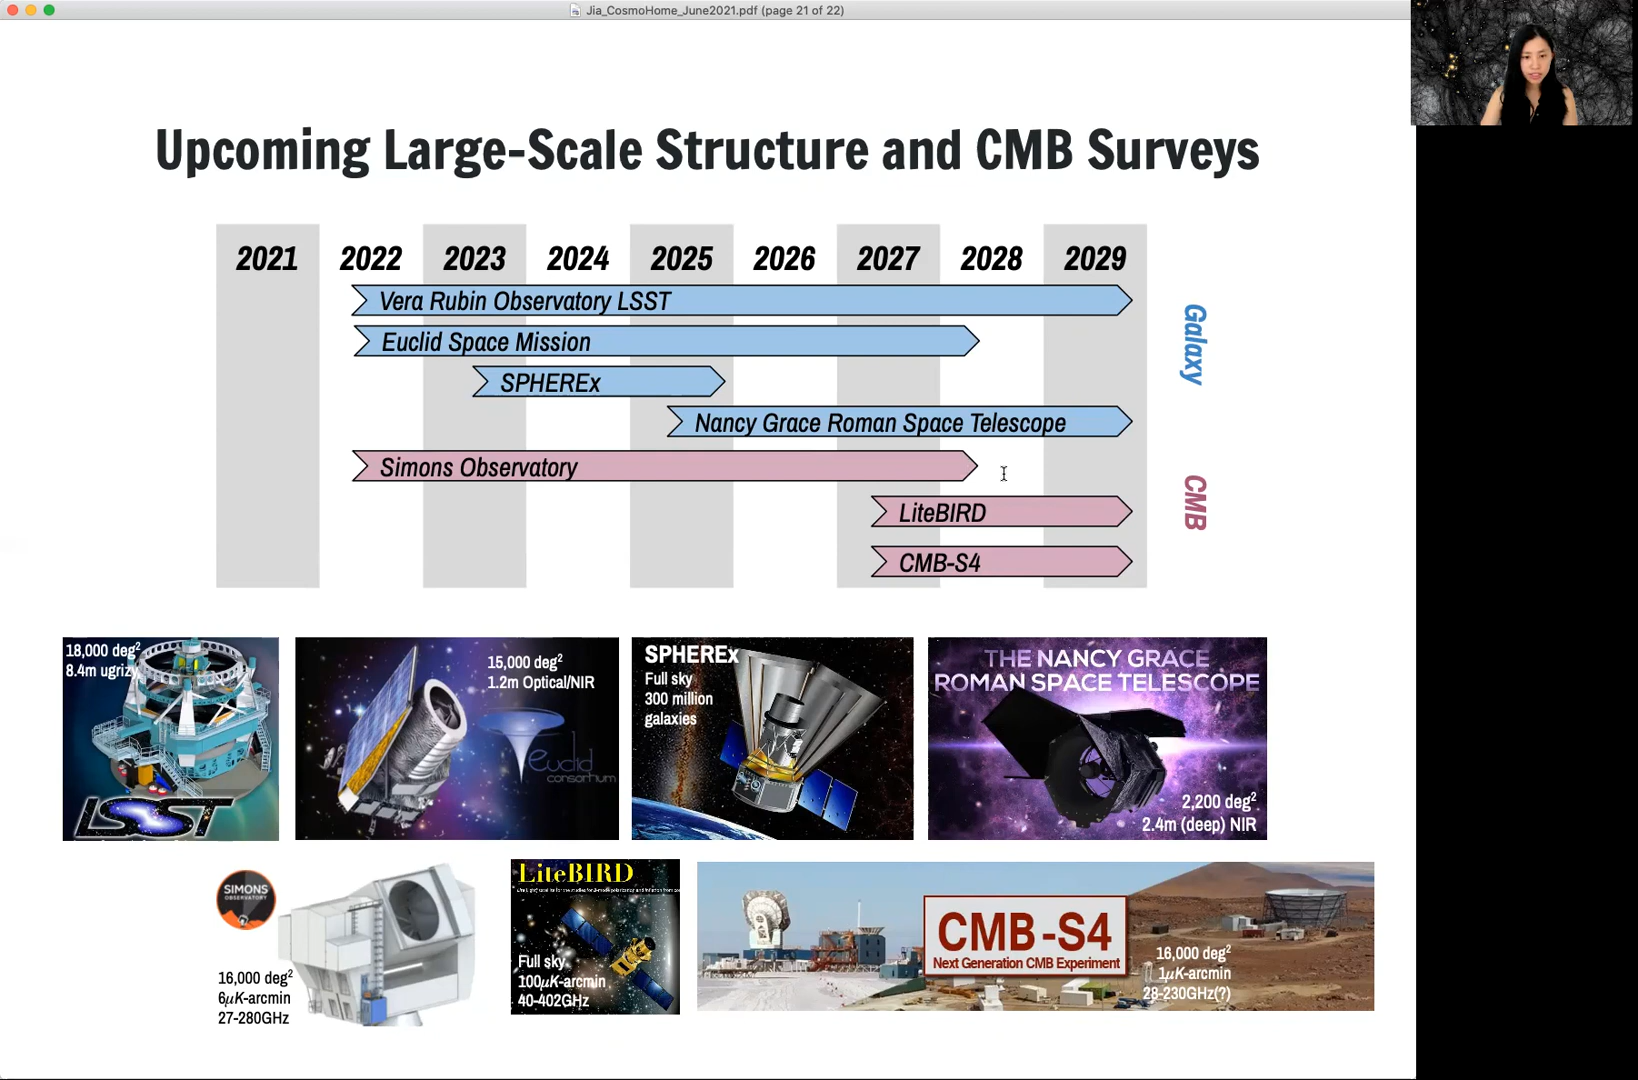 Jia_CosmoHome_June2021.pdf (page 21 of 22)
Upcoming Large-Scale Structure and CMB Surveys
2021 2022 2023 2024 2025 2026 2027 2028 2029
Vera Rubin Observatory LSST
Euclid Space Mission
SPHEREx
Nancy Grace Roman Space Telescope
Galaxy
Simons Observatory
LiteBIRD
CMB-S4
CMB
18,000 deg²
8.4m ugrizy
LSST
15,000 deg²
1.2m Optical/NIR
euclid
consortium
SPHEREx
Full sky
300 million
galaxies
THE NANCY GRACE
ROMAN SPACE TELESCOPE
2,200 deg²
2.4m (deep) NIR
SIMONS
OBSERVATORY
16,000 deg²
6μK-arcmin
27-280GHz
LiteBIRD
Full sky
100μK-arcmin
40-402GHz
CMB-S4
Next Generation CMB Experiment
16,000 deg²
1μK-arcmin
28-230GHz(?)